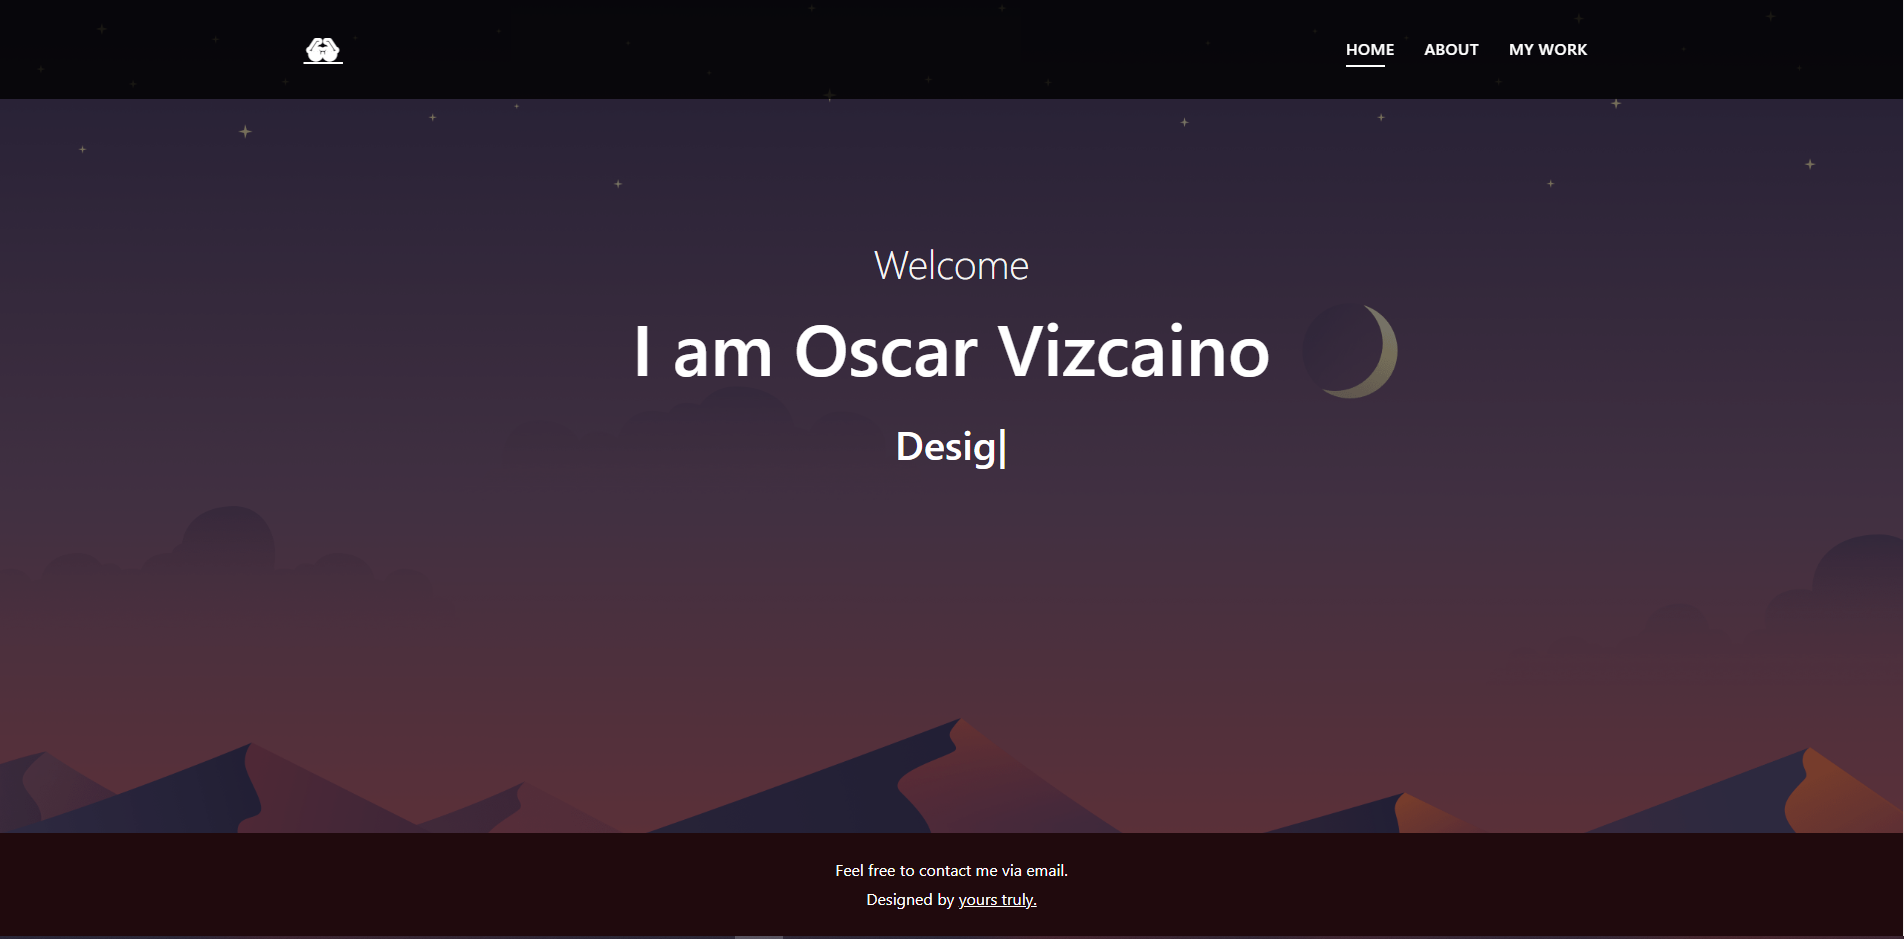 HOME ABOUT MY WORK
Welcome
I am Oscar Vizcaino
Desig|
Feel free to contact me via email.
Designed by yours truly.